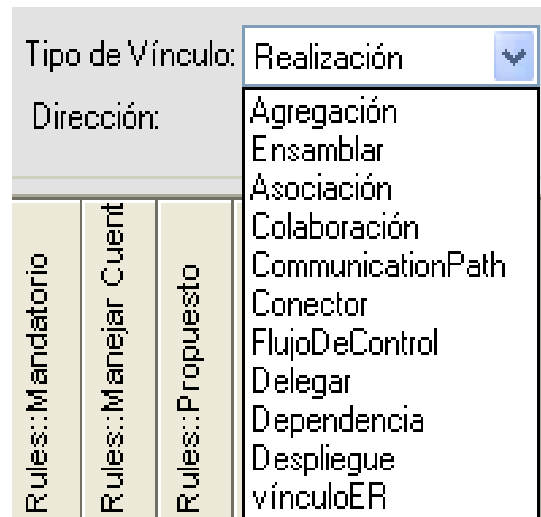 Tipo de Vínculo: Realización
Dirección:
Agregación
Ensamblar
Asociación
Colaboración
CommunicationPath
Conector
FlujoDeControl
Delegar
Dependencia
Despliegue
vínculoER
Rules::Mandatorio
Rules::Manejar Cuent
Rules::Propuesto